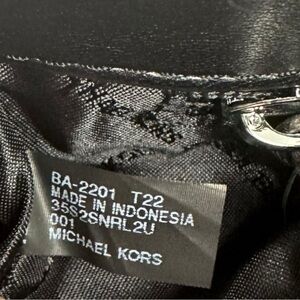 BA-2201 T22
MADE IN INDONESIA
35S2SNRL2U
001
MICHAEL KORS